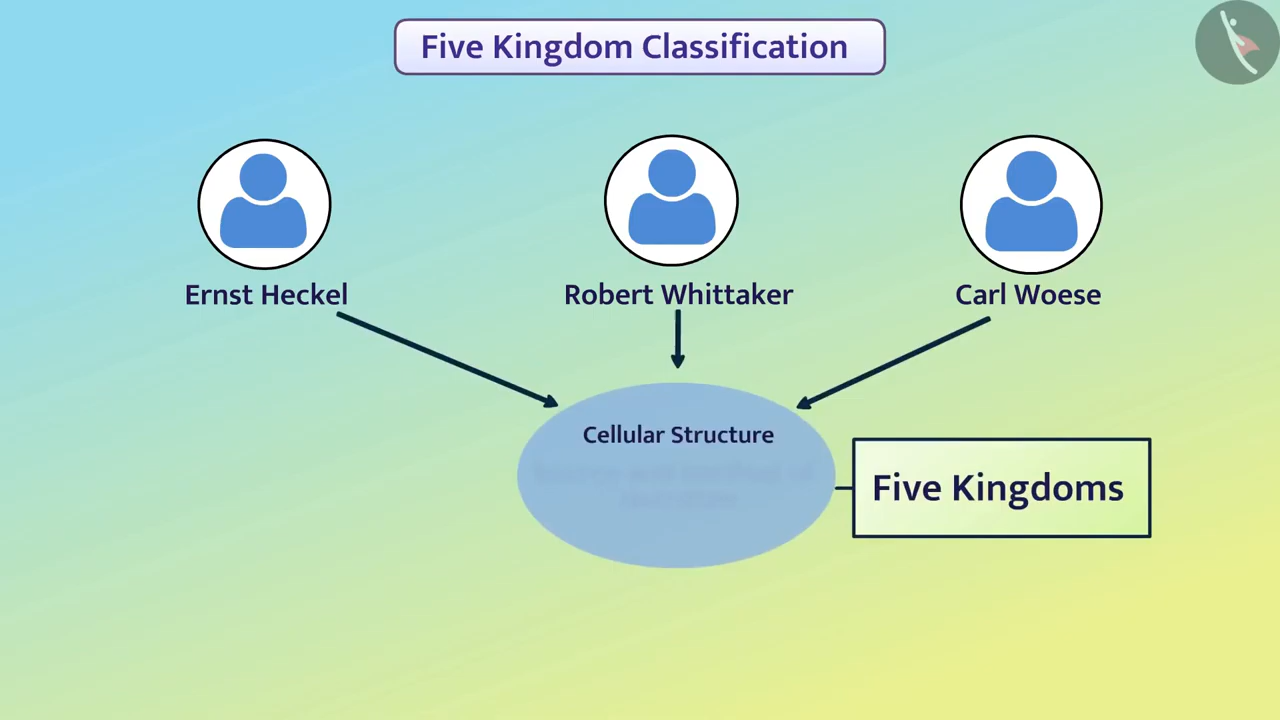 Five Kingdom Classification
Ernst Heckel
Robert Whittaker
Carl Woese
Cellular Structure
Five Kingdoms